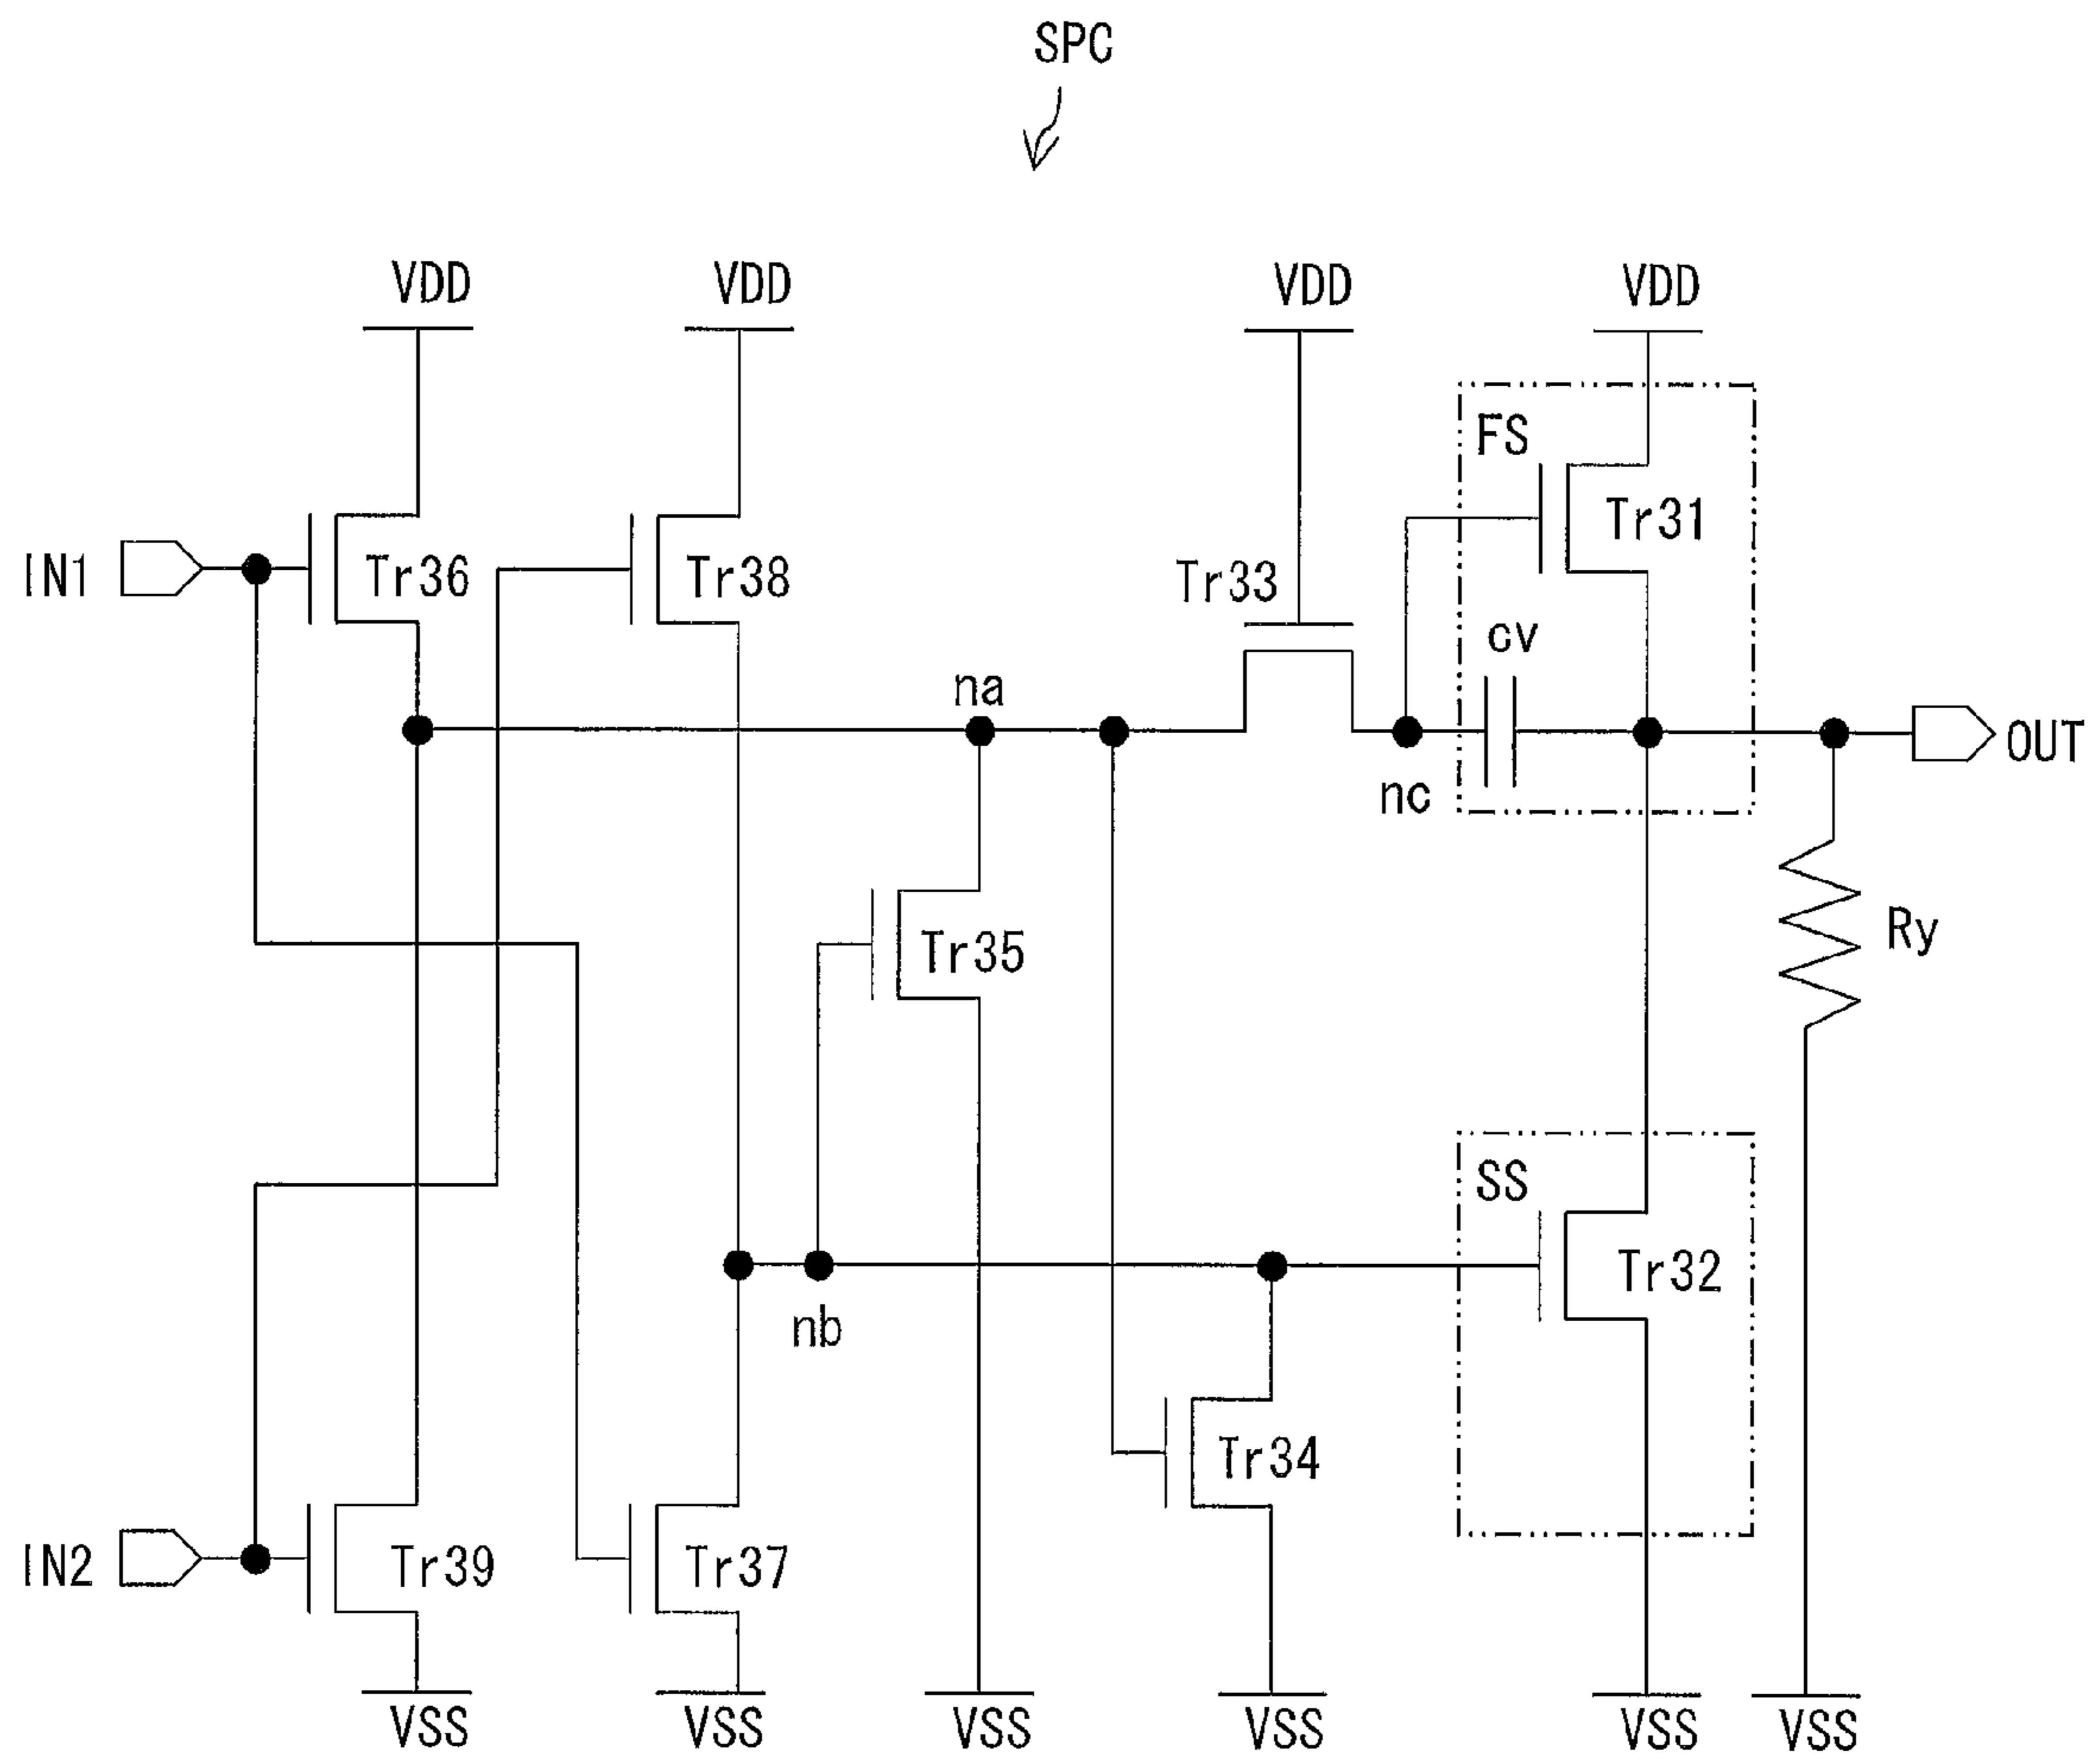 SPC
VDD VDD VDD VDD
FS
IN1 Tr36 Tr38 Tr33 Tr31
cv
na
nc
OUT
Tr35
Ry
SS
nb
Tr32
Tr34
IN2 Tr39 Tr37
VSS VSS VSS VSS VSS VSS